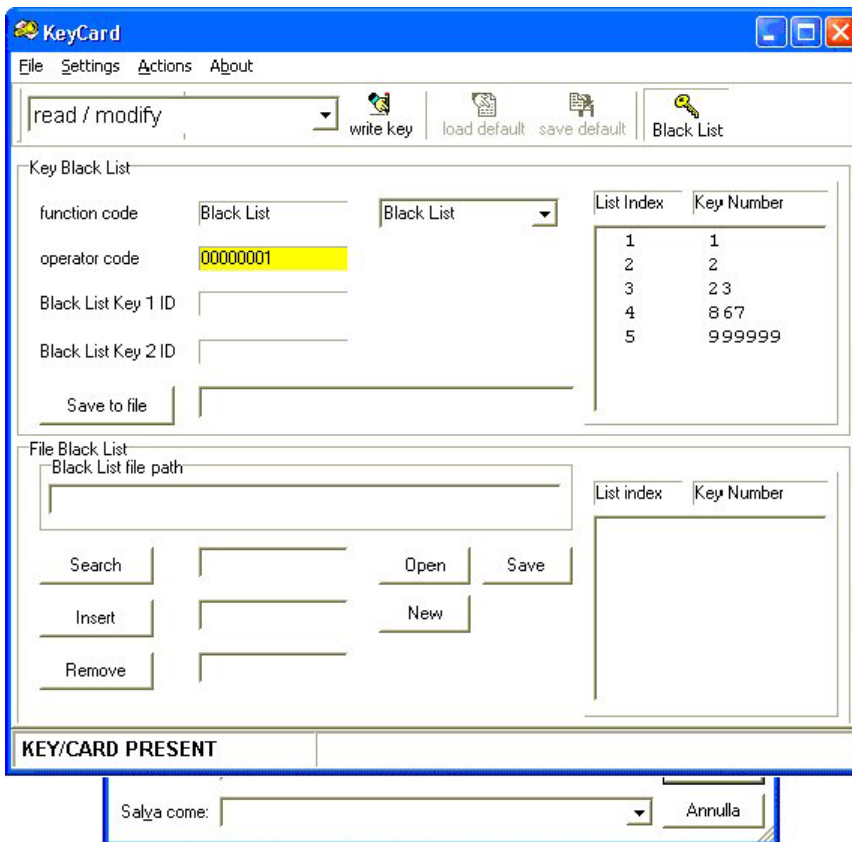 KeyCard
File Settings Actions About
read / modify
write key load default save default Black List
Key Black List
function code Black List Black List
List Index Key Number
operator code 00000001
1 1
2 2
3 23
4 867
5 999999
Black List Key 1 ID
Black List Key 2 ID
Save to file
File Black List
Black List file path
List index Key Number
Search Open Save
Insert New
Remove
KEY/CARD PRESENT
Salva come: Annulla